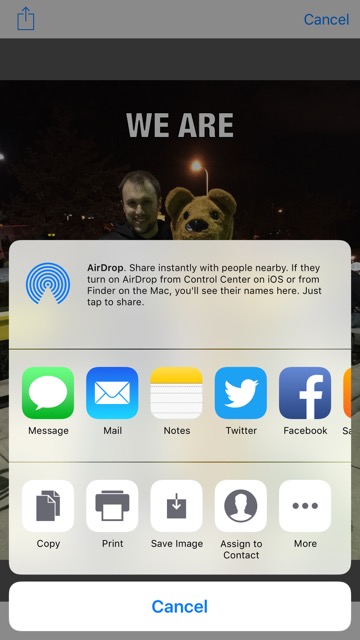 Cancel
WE ARE
AirDrop. Share instantly with people nearby. If they
turn on AirDrop from Control Center on iOS or from
Finder on the Mac, you'll see their names here. Just
tap to share.
Message
Mail
Notes
Twitter
Facebook
Copy
Print
Save Image
Assign to
Contact
More
Cancel